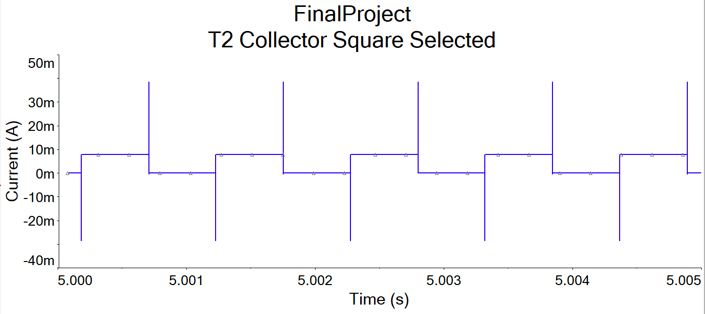 FinalProject
T2 Collector Square Selected
50m
30m
20m
10m
0m
-10m
-20m
-40m
Current (A)
5.000 5.001 5.002 5.003 5.004 5.005
Time (s)